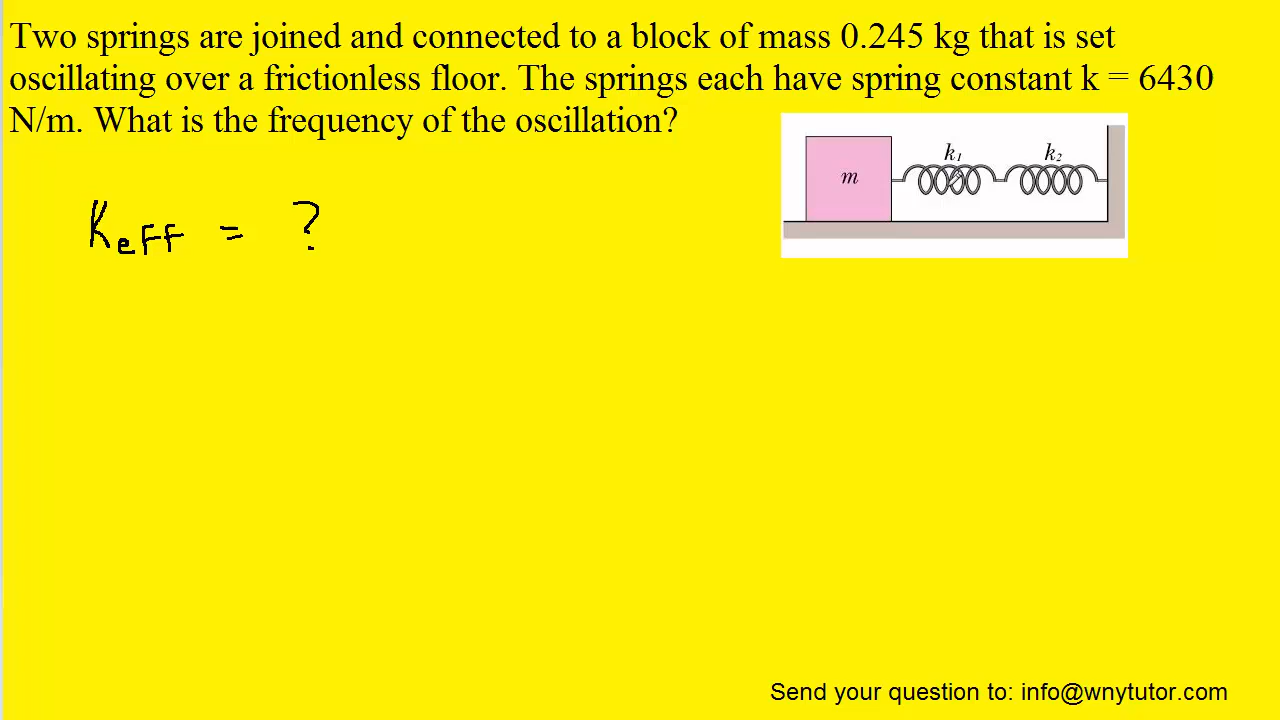 Two springs are joined and connected to a block of mass 0.245 kg that is set
oscillating over a frictionless floor. The springs each have spring constant k = 6430
N/m. What is the frequency of the oscillation?
m k₁ k₂
Keff = ?
Send your question to: info@wnytutor.com